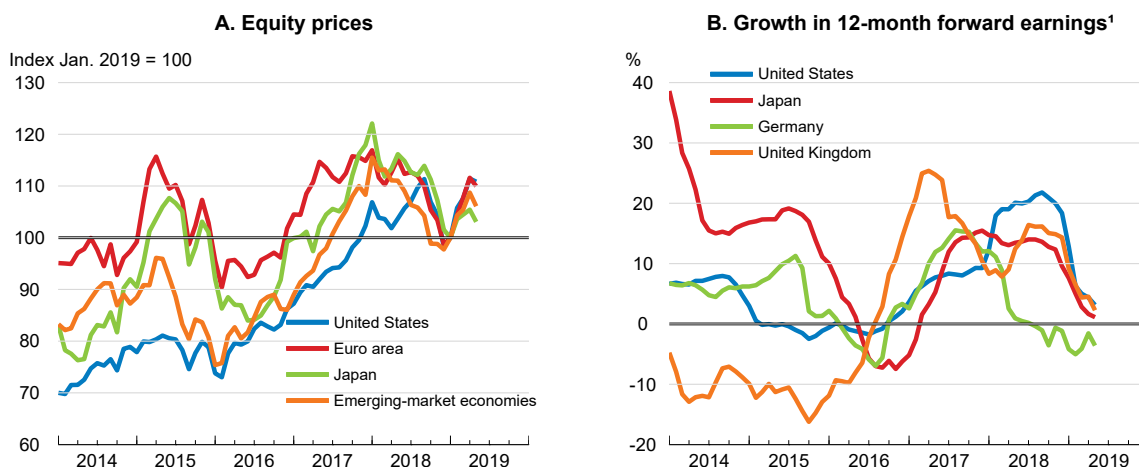 A. Equity prices
Index Jan. 2019 = 100
130
120
110
100
90
80
70
60
United States
Euro area
Japan
Emerging-market economies
2014 2015 2016 2017 2018 2019
B. Growth in 12-month forward earnings¹
%
40
30
20
10
0
-10
-20
United States
Japan
Germany
United Kingdom
2014 2015 2016 2017 2018 2019